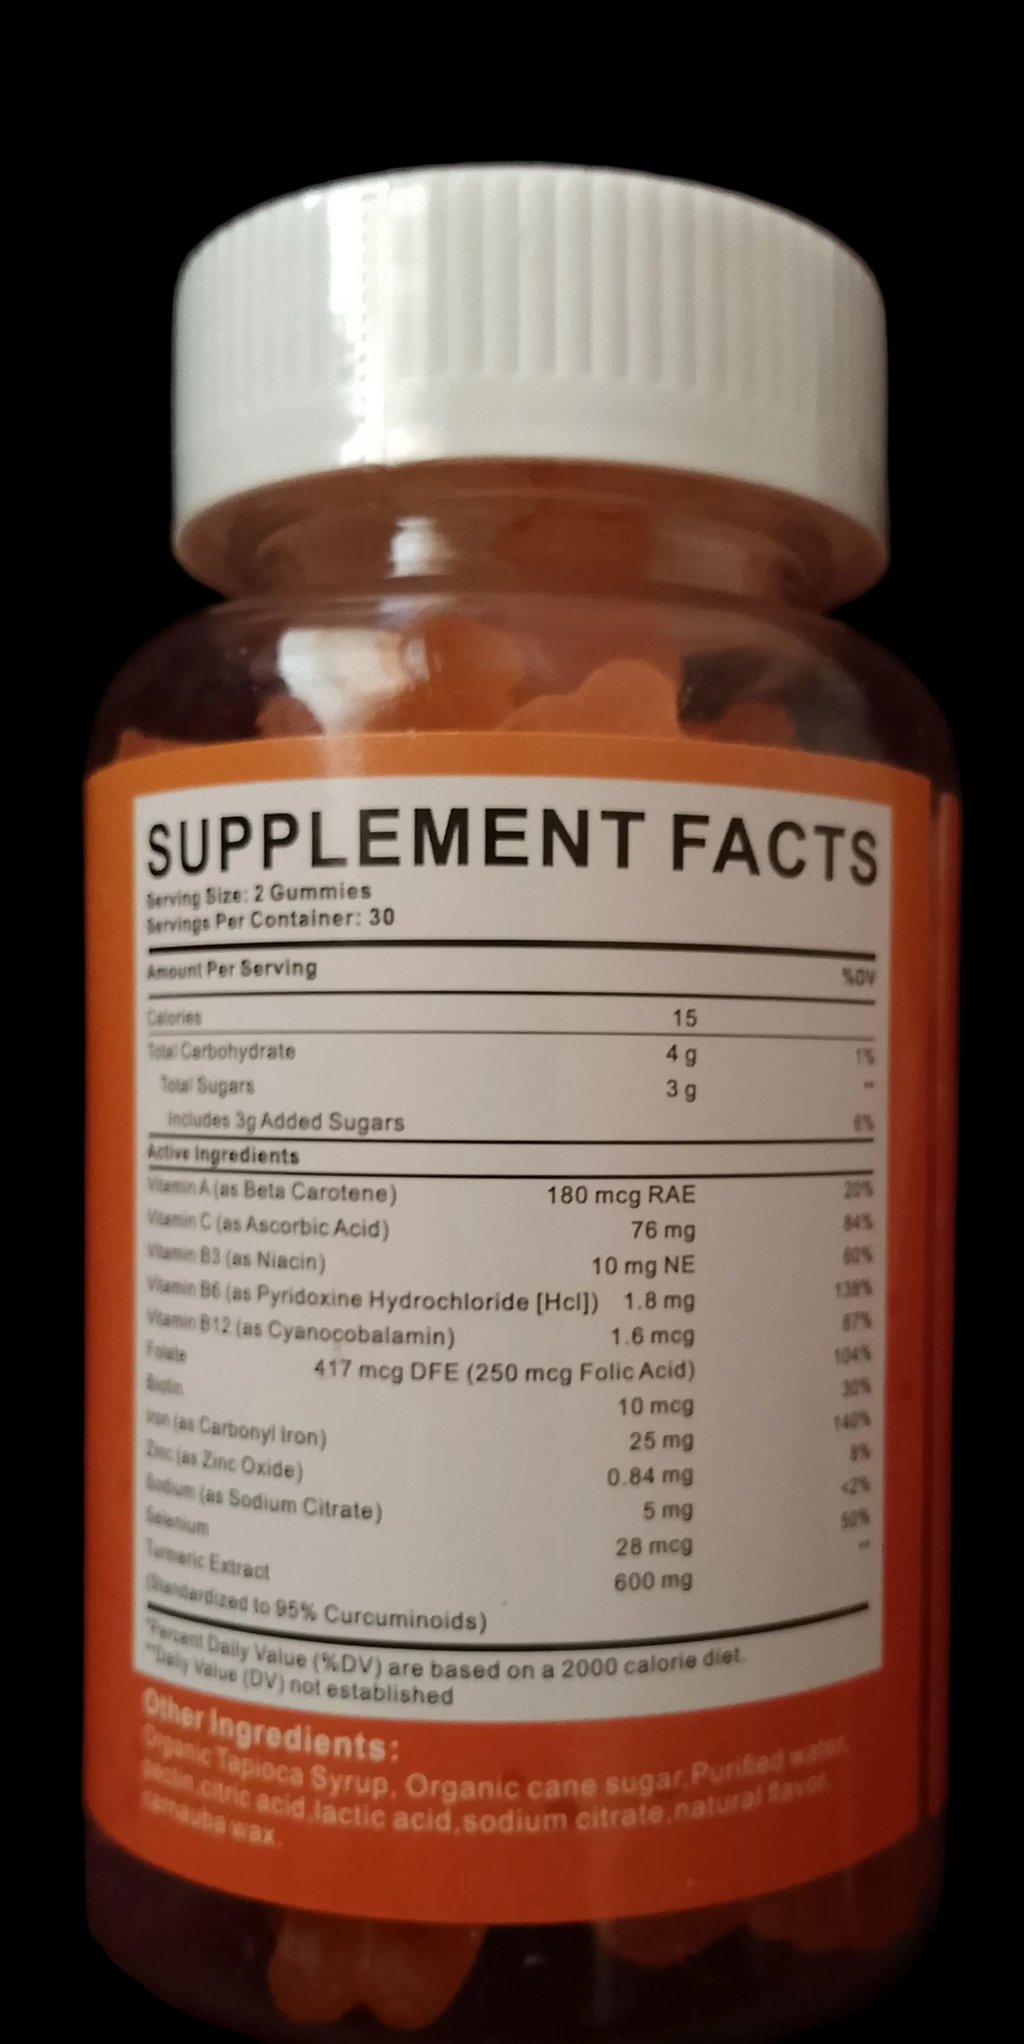 SUPPLEMENT FACTS
Serving Size: 2 Gummies
Servings Per Container: 30
Amount Per Serving %DV
Calories 15
Total Carbohydrate 4 g 1%
Total Sugars 3 g **
Includes 3g Added Sugars 6%
Active Ingredients
Vitamin A (as Beta Carotene) 180 mcg RAE 20%
Vitamin C (as Ascorbic Acid) 76 mg 84%
Vitamin B3 (as Niacin) 10 mg NE 60%
Vitamin B6 (as Pyridoxine Hydrochloride [Hcl]) 1.8 mg 138%
Vitamin B12 (as Cyanocobalamin) 1.6 mcg 67%
Folate 417 mcg DFE (250 mcg Folic Acid) 104%
Biotin 10 mcg 30%
Iron (as Carbonyl Iron) 25 mg 140%
Zinc (as Zinc Oxide) 0.84 mg 8%
Sodium (as Sodium Citrate) 5 mg <2%
Selenium 28 mcg 50%
Turmeric Extract 600 mg **
(Standardized to 95% Curcuminoids)
*Percent Daily Value (%DV) are based on a 2000 calorie diet.
**Daily Value (DV) not established
Other Ingredients:
Organic Tapioca Syrup, Organic cane sugar, Purified water,
pectin, citric acid, lactic acid, sodium citrate, natural flavor,
carnauba wax.